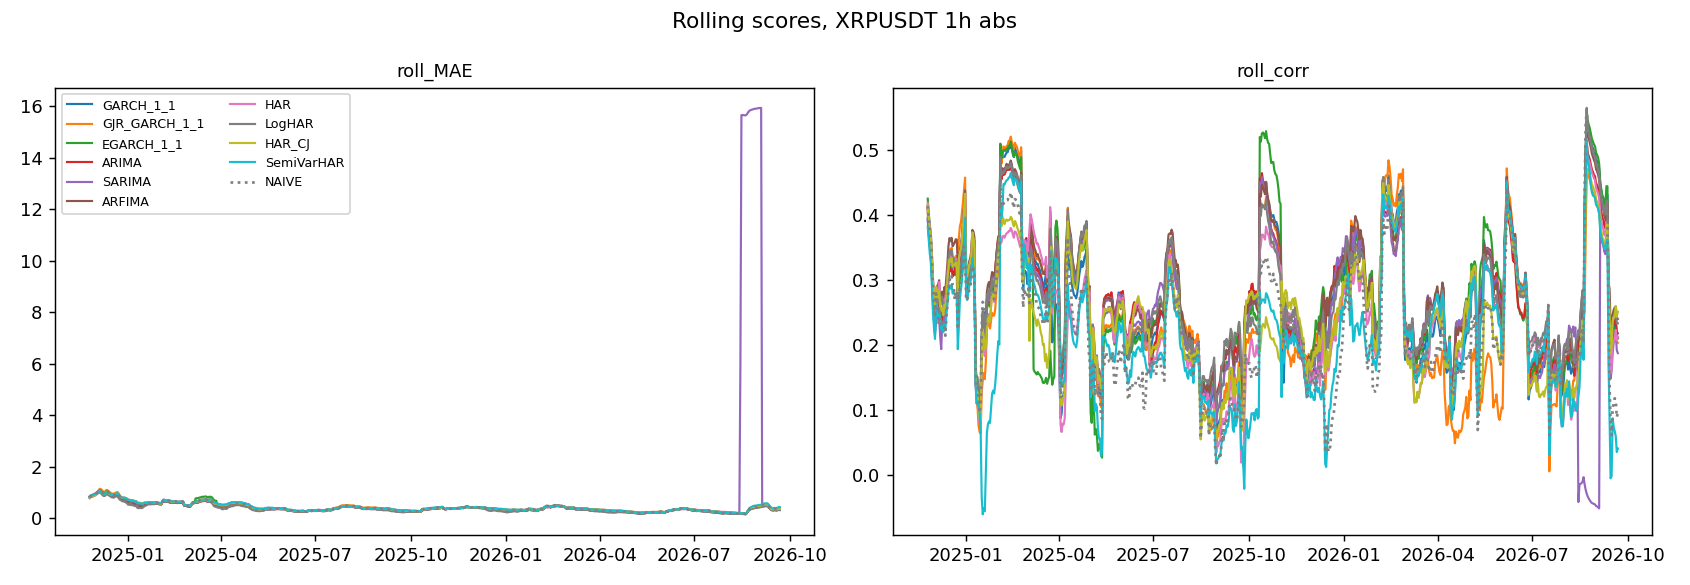 Rolling scores, XRPUSDT 1h abs
roll_MAE
16
14
12
10
8
6
4
2
0
GARCH_1_1
GJR_GARCH_1_1
EGARCH_1_1
ARIMA
SARIMA
ARFIMA
HAR
LogHAR
HAR_CJ
SemiVarHAR
NAIVE
2025-01 2025-04 2025-07 2025-10 2026-01 2026-04 2026-07 2026-10
roll_corr
0.5
0.4
0.3
0.2
0.1
0.0
2025-01 2025-04 2025-07 2025-10 2026-01 2026-04 2026-07 2026-10